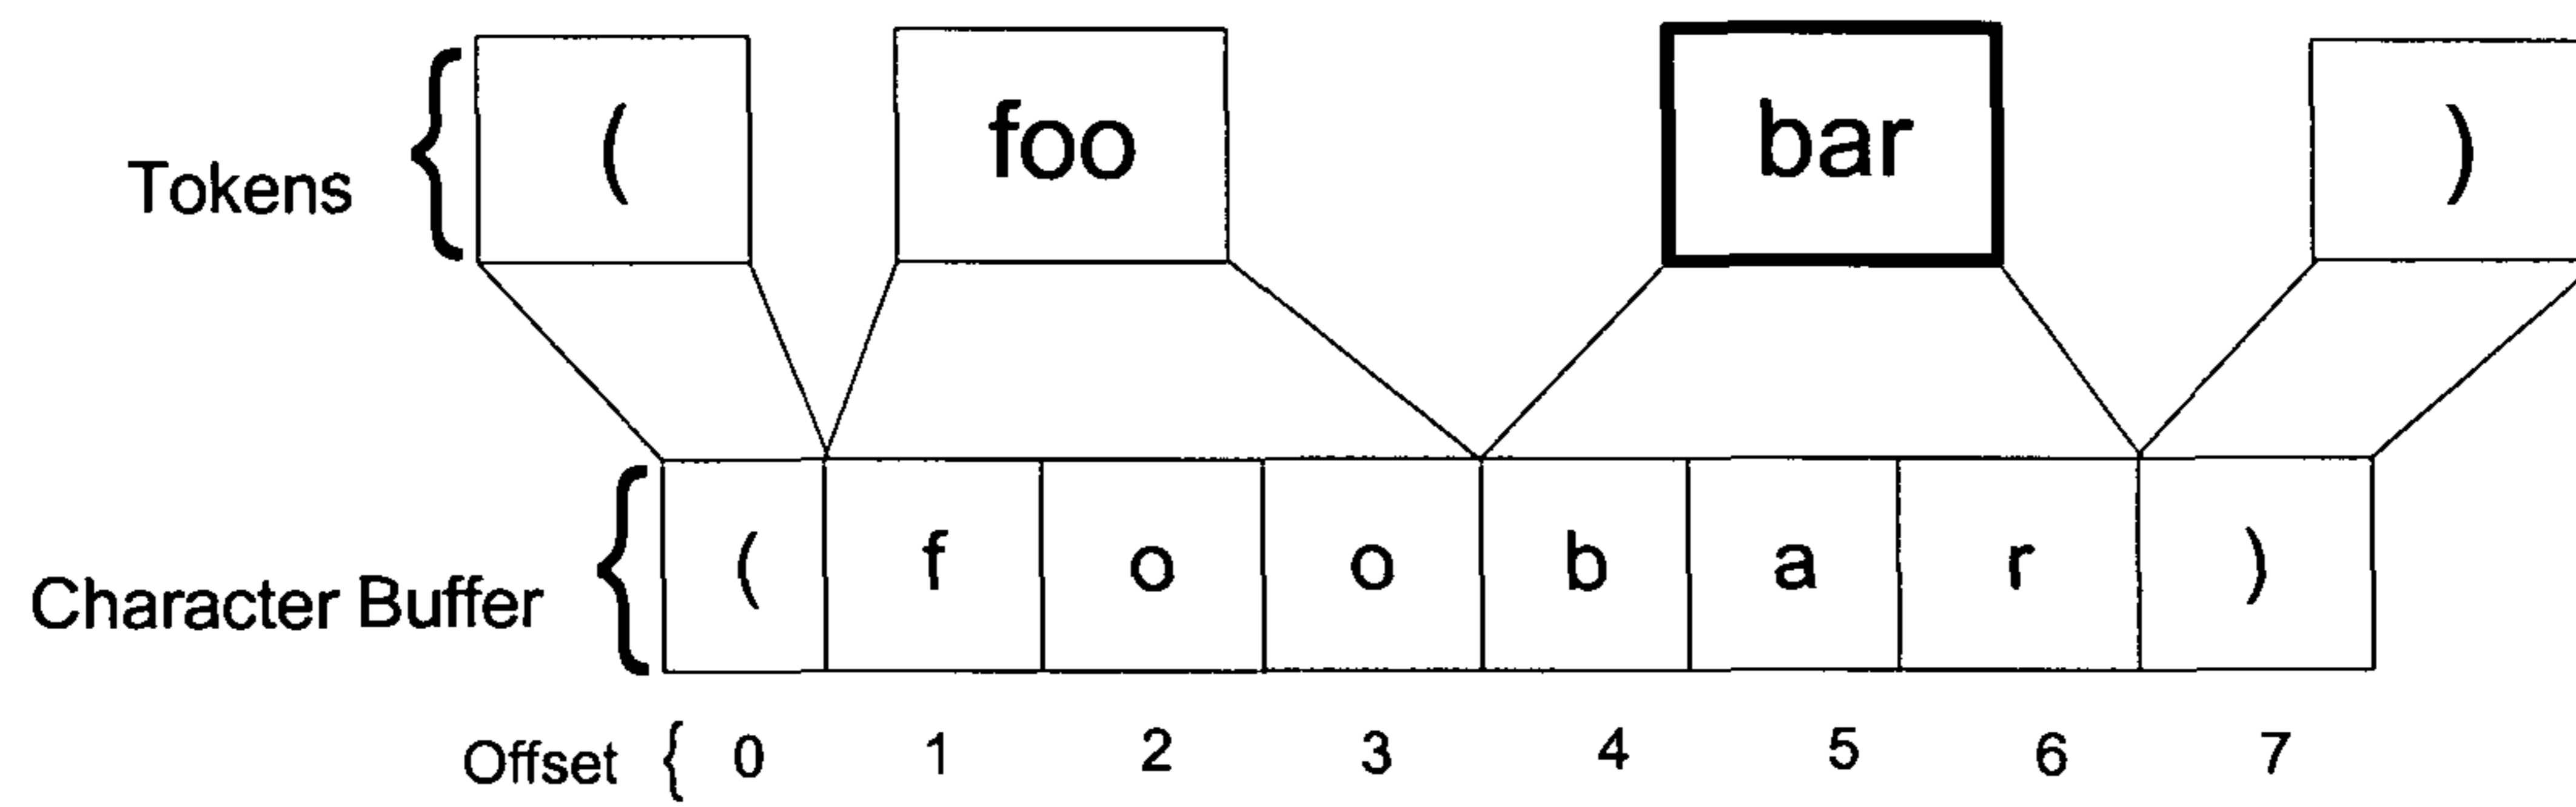 Tokens { ( foo bar )
Character Buffer { ( f o o b a r )
Offset { 0 1 2 3 4 5 6 7